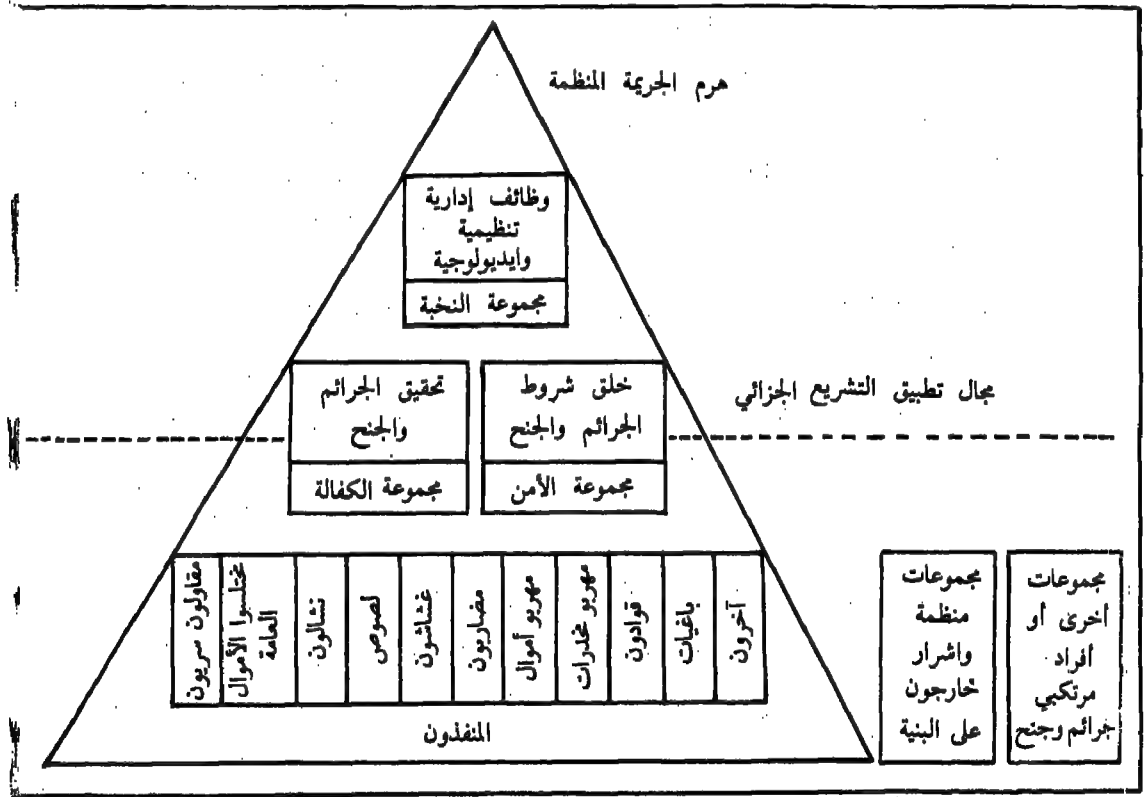 هرم الجريمة المنظمة
وظائف إدارية
تنظيمية
وايديولوجية
مجموعة النخبة
خلق شروط
الجرائم والجنح
مجموعة الأمن
تحقيق الجرائم
والجنح
مجموعة الكفالة
مجال تطبيق التشريع الجزائي
آخرون
باغيات
قوادون
مهربو مخدرات
مهربو أموال
مضاربون
غشاشون
لصوص
نشالون
مختلسوا الأموال
العامة
مقاولون سريون
المنفذون
مجموعات
أخرى أو
أفراد
مرتكبي
جرائم وجنح
مجموعات
منظمة
واشرار
خارجون
على البنية